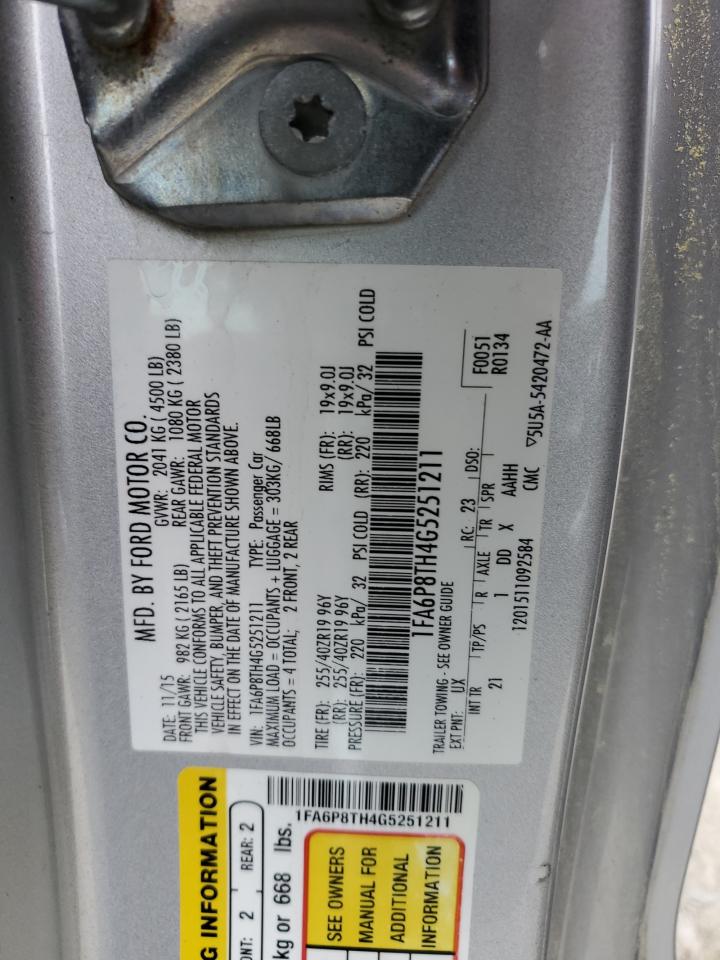 MFD. BY FORD MOTOR CO.
DATE: 11/15 GVWR: 2041 KG ( 4500 LB)
FRONT GAWR: 982 KG ( 2165 LB) REAR GAWR: 1080 KG ( 2380 LB)
THIS VEHICLE CONFORMS TO ALL APPLICABLE FEDERAL MOTOR
VEHICLE SAFETY, BUMPER, AND THEFT PREVENTION STANDARDS
IN EFFECT ON THE DATE OF MANUFACTURE SHOWN ABOVE.
VIN: 1FA6P8TH4G5251211 TYPE: Passenger Car
MAXIMUM LOAD = OCCUPANTS + LUGGAGE = 303KG/ 668LB
OCCUPANTS = 4 TOTAL; 2 FRONT, 2 REAR
TIRE (FR): 255/40ZR19 96Y RIMS (FR): 19x9.0J
(RR): 255/40ZR19 96Y (RR): 19x9.0J
PRESSURE (FR): 220 kPa/ 32 PSI COLD (RR): 220 kPa/ 32 PSI COLD
1FA6P8TH4G5251211
TRAILER TOWING - SEE OWNER GUIDE
EXT PNT: UX RC: 23 DSO: F0051
R0134
INT TR TP/PS R AXLE TR SPR
21 1 DD X AAHH
1201511092584 CMC ▽5U5A-5420472-AA
G INFORMATION
ONT: 2 REAR: 2
kg or 668 lbs.
1FA6P8TH4G5251211
SEE OWNERS
MANUAL FOR
ADDITIONAL
INFORMATION